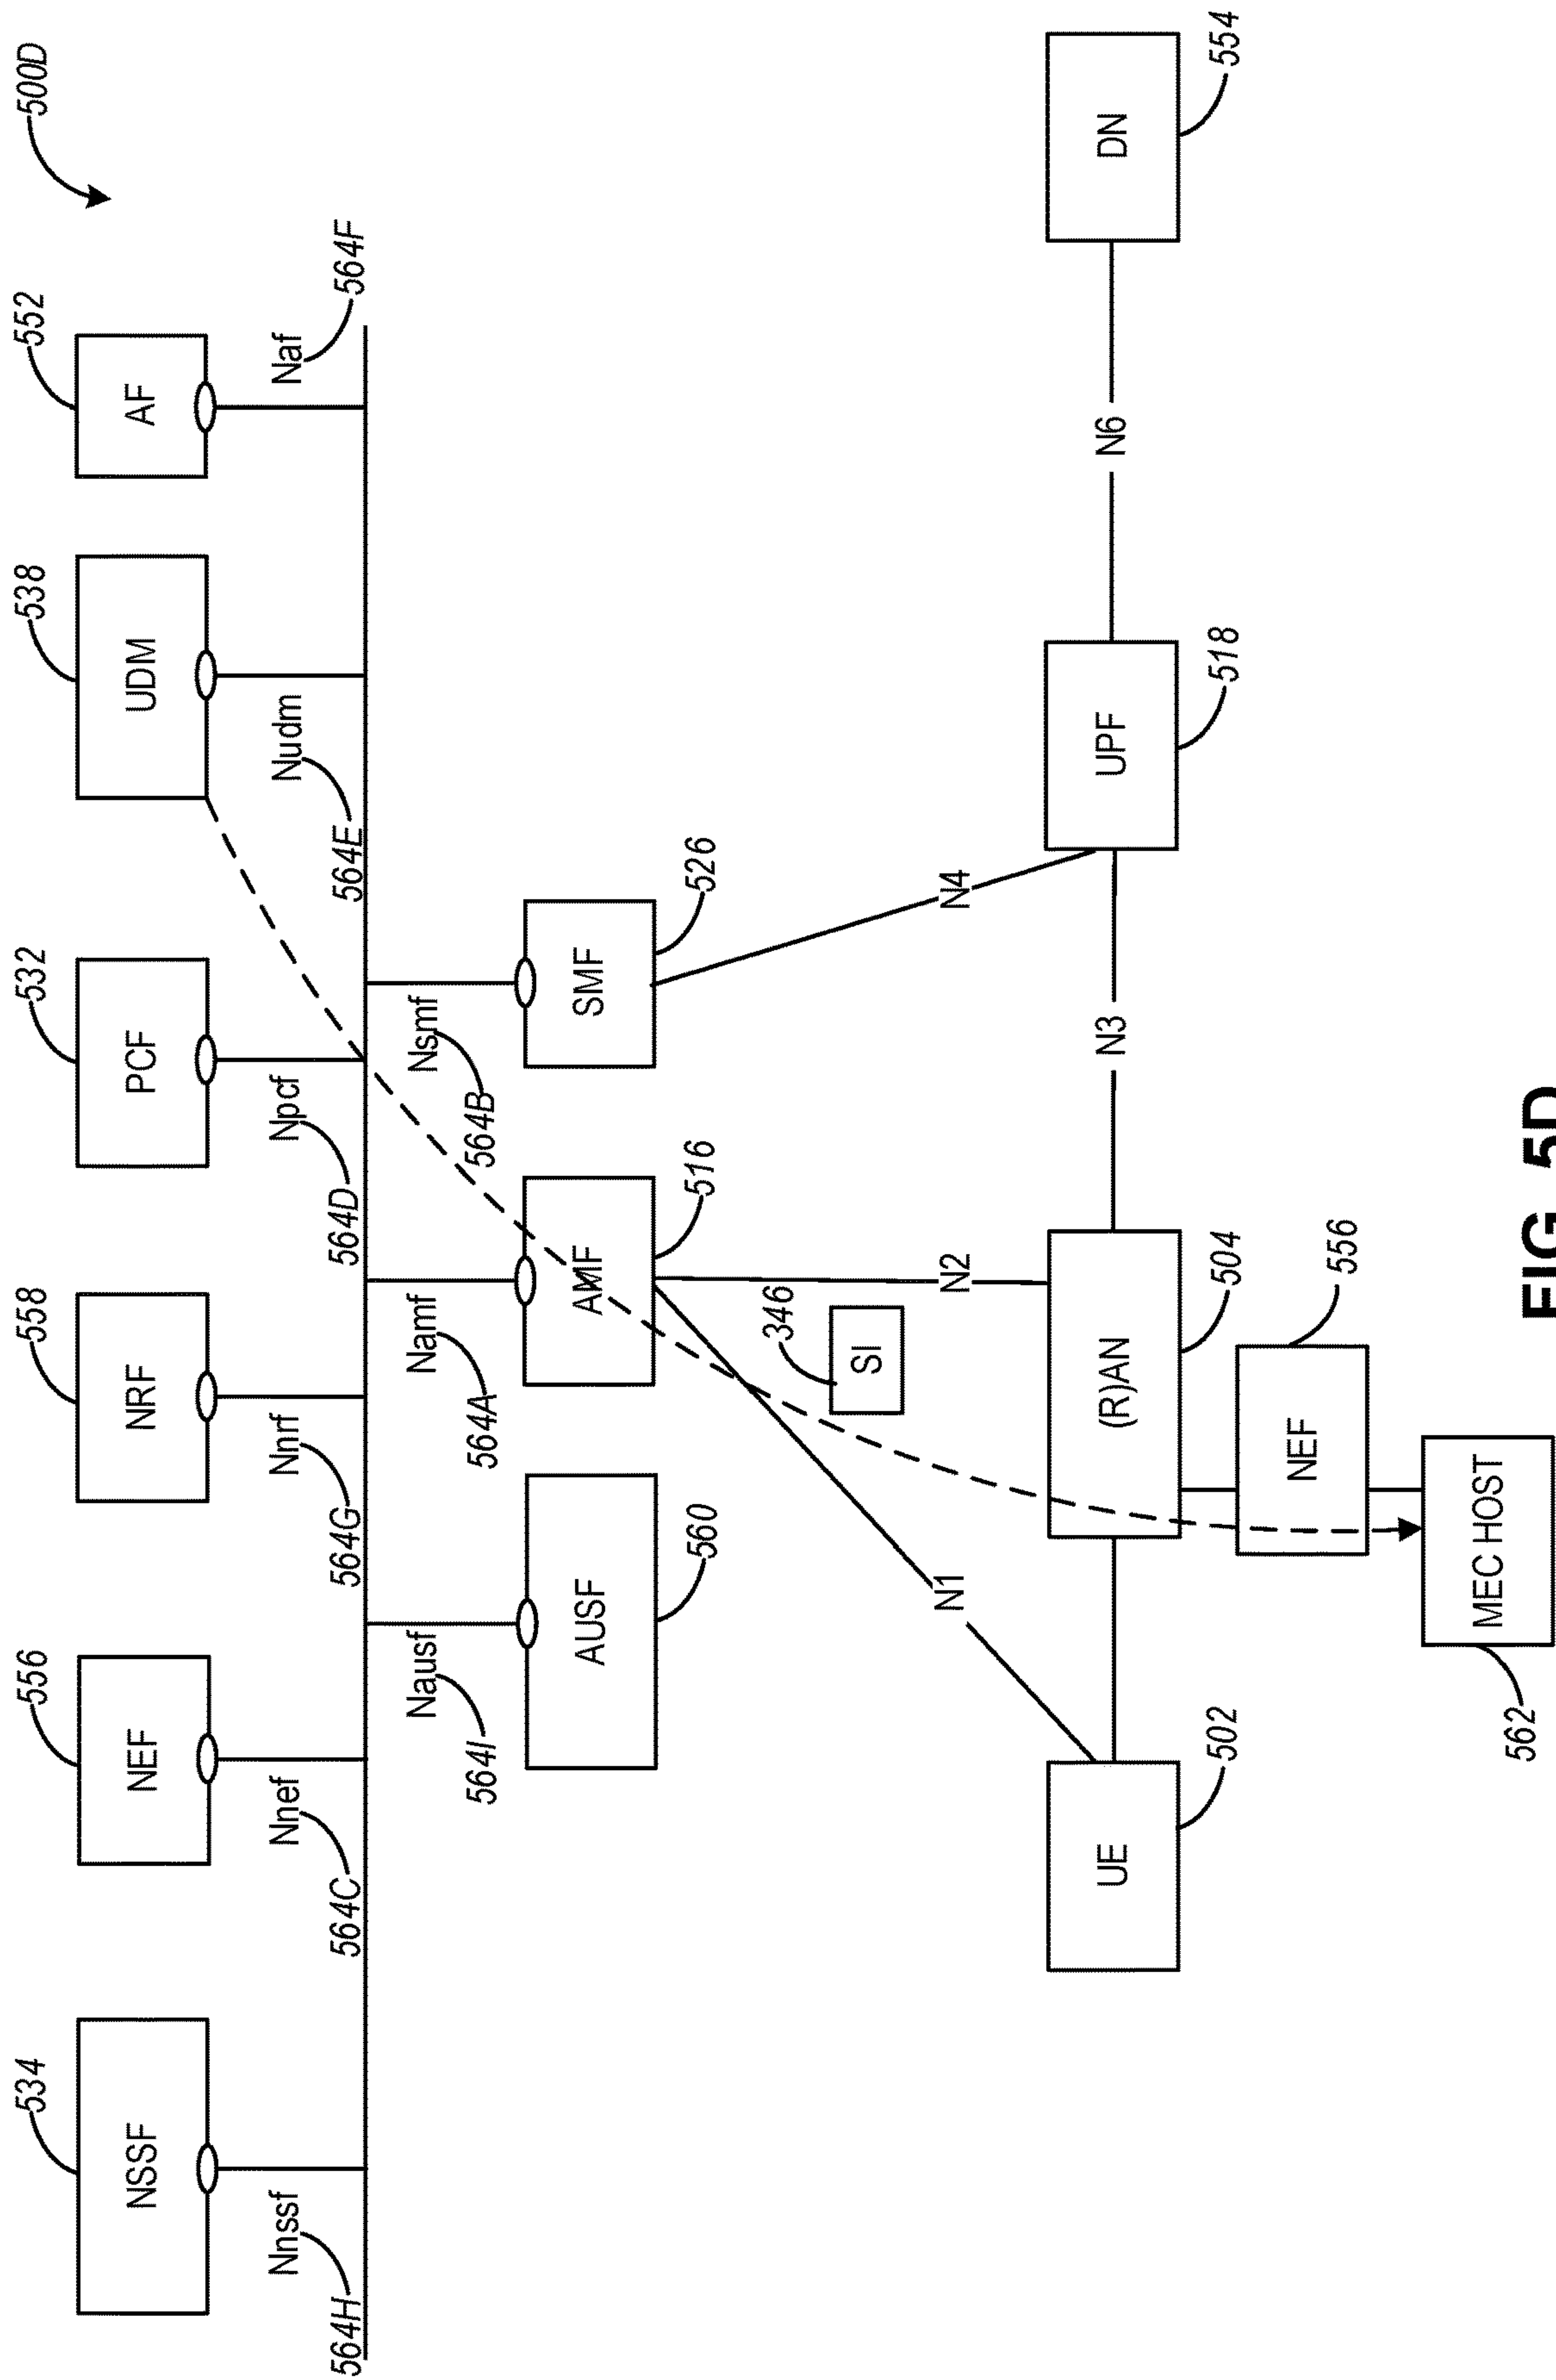 500D
534
556
558
532
538
552
NSSF
NEF
NRF
PCF
UDM
AF
Nnssf
Nnef
Nnrf
Npcf
Nudm
Naf
564H
564C
564G
564D
564E
564F
Nausf
Namf
Nsmf
564I
564A
564B
AUSF
AMF
SMF
560
516
526
346
SI
N1
N2
N4
UE
(R)AN
N3
UPF
N6
DN
502
504
518
554
NEF
556
MEC HOST
562
FIG. 5D